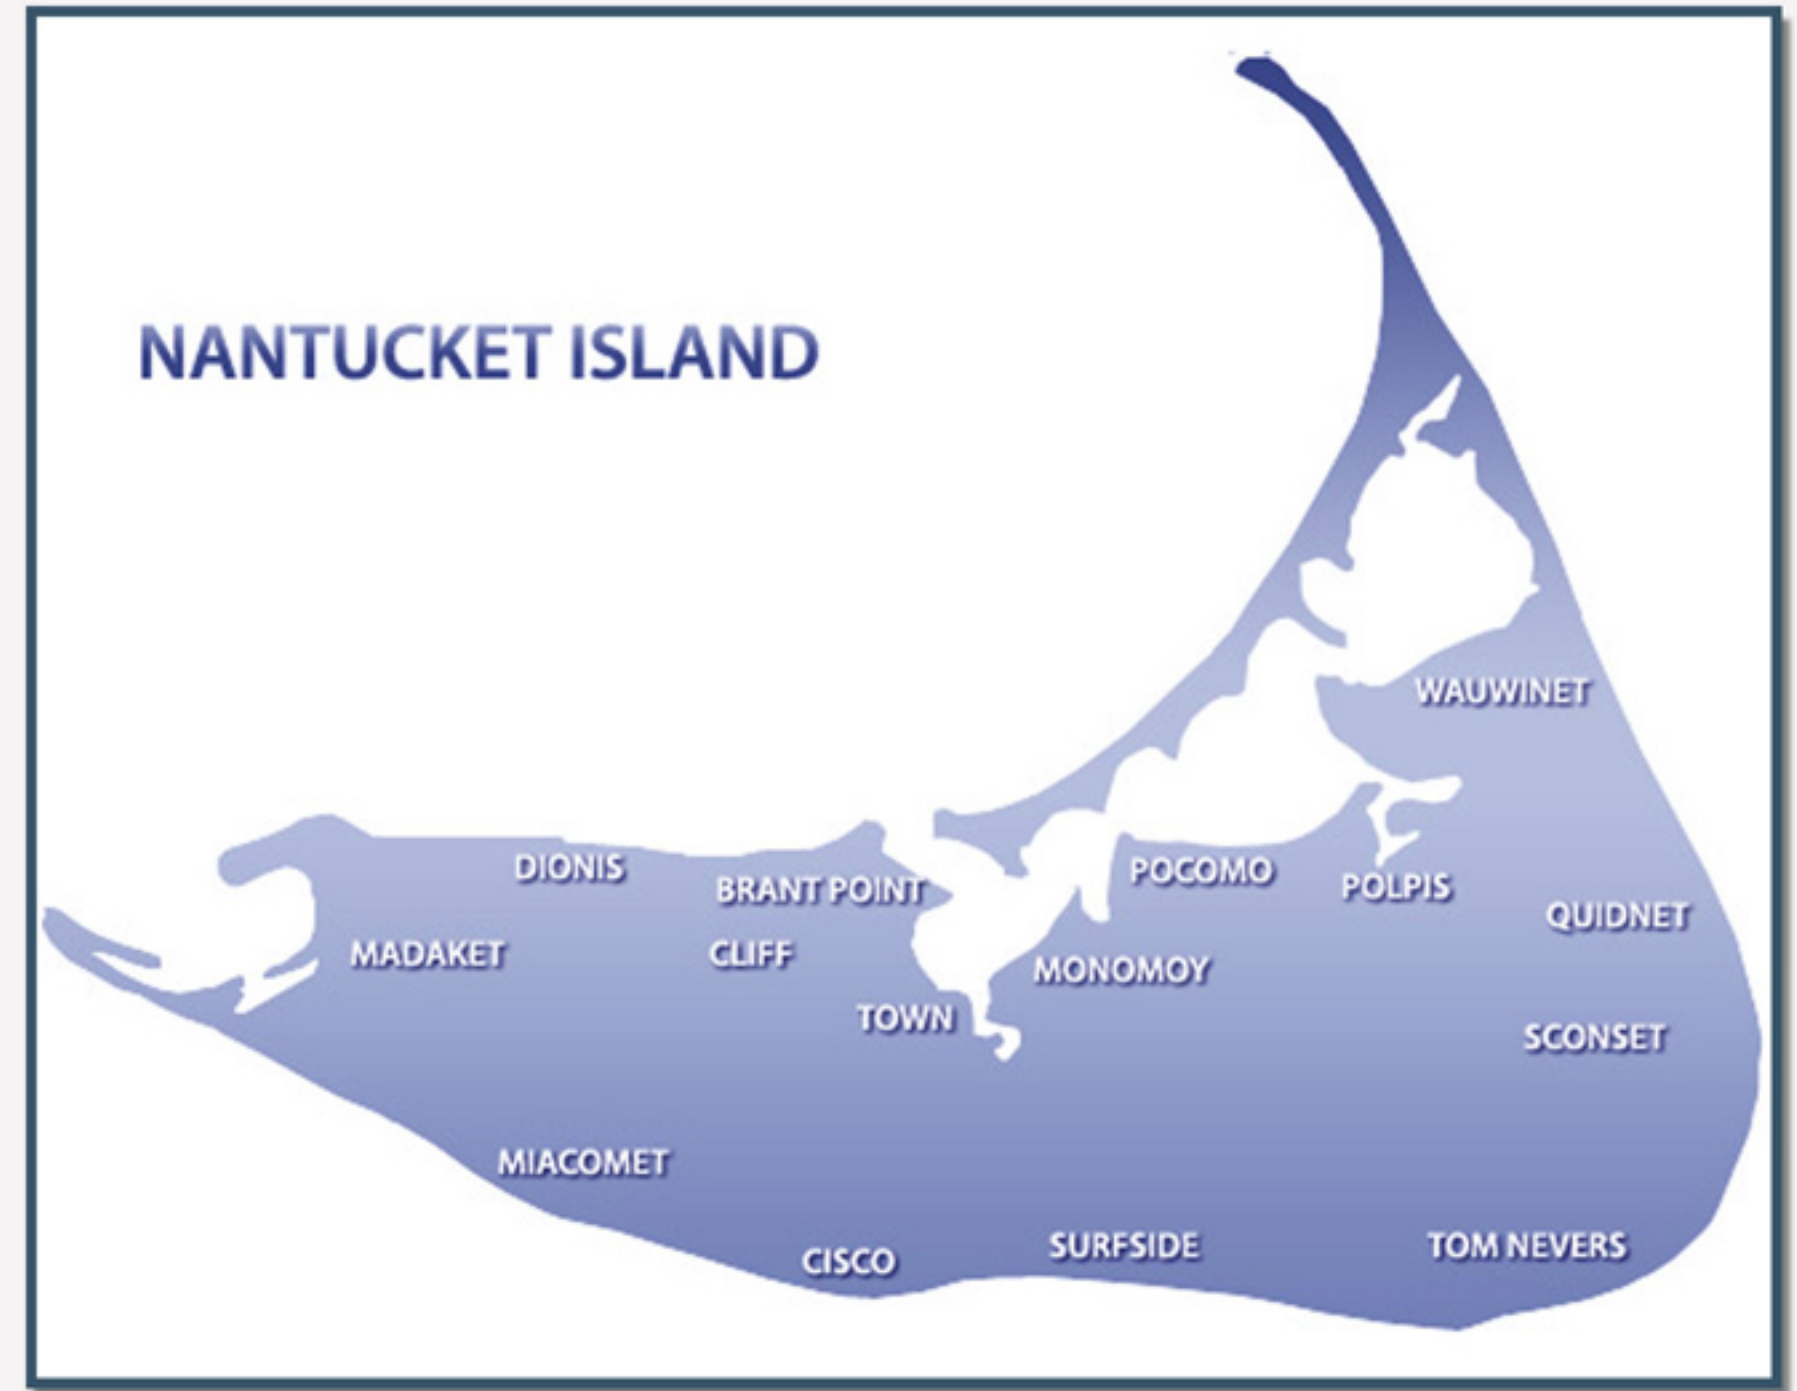 NANTUCKET ISLAND
WAUWINET
DIONIS
BRANT POINT
POCOMO
POLPIS
QUIDNET
MADAKET
CLIFF
MONOMOY
TOWN
SCONSET
MIACOMET
CISCO
SURFSIDE
TOM NEVERS